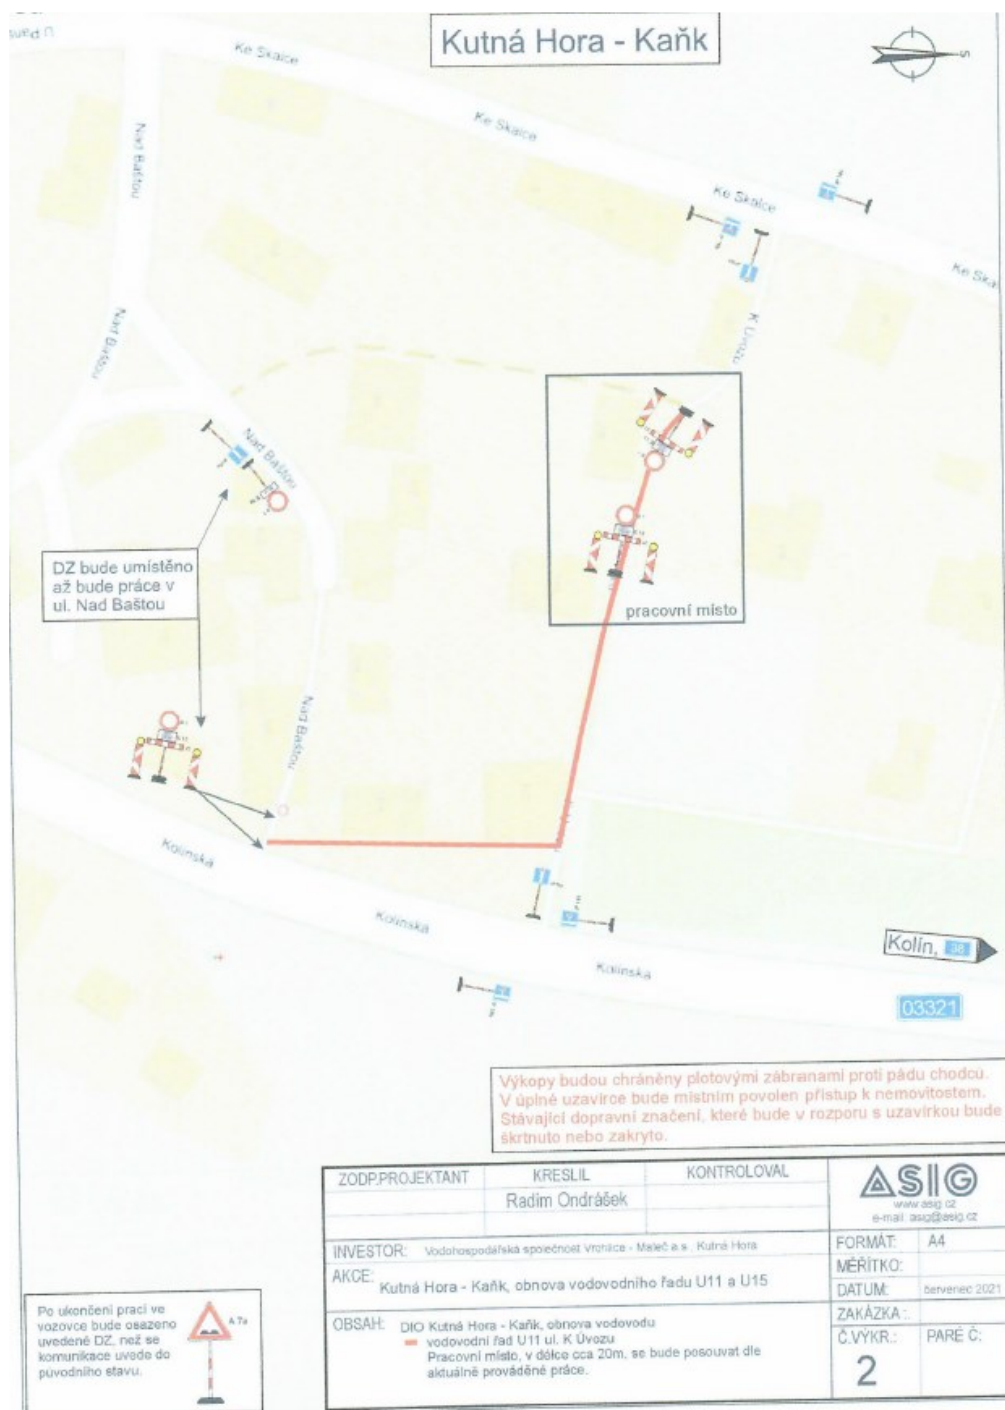 Kutná Hora - Kaňk
S
Ke Skalce
Ke Skalce
Ke Skalce
Nad Baštou
Nad Baštou
Nad Baštou
Nad Baštou
K Úvozu
DZ bude umístěno
až bude práce v
ul. Nad Baštou
pracovní místo
Kolínská
Kolínská
Kolínská
Kolín, 38
03321
Výkopy budou chráněny plotovými zábranami proti pádu chodců.
V úplné uzavírce bude místním povolen přístup k nemovitostem.
Stávající dopravní značení, které bude v rozporu s uzavírkou bude
škrtnuto nebo zakryto.
ZODP.PROJEKTANT KRESLIL KONTROLOVAL
Radim Ondrášek
ASIG
www.asig.cz
e-mail: asig@asig.cz
INVESTOR: Vodohospodářská společnost Vrchlice - Maleč a.s., Kutná Hora
AKCE: Kutná Hora - Kaňk, obnova vodovodního řadu U11 a U15
FORMÁT: A4
MĚŘÍTKO:
DATUM: červenec 2021
ZAKÁZKA :
Č.VÝKR.: PARÉ Č:
2
OBSAH: DIO Kutná Hora - Kaňk, obnova vodovodu
vodovodní řad U11 ul. K Úvozu
Pracovní místo, v délce cca 20m, se bude posouvat dle
aktuálně prováděné práce.
Po ukončení prací ve
vozovce bude osazeno
uvedené DZ, než se
komunikace uvede do
původního stavu.
A 7a